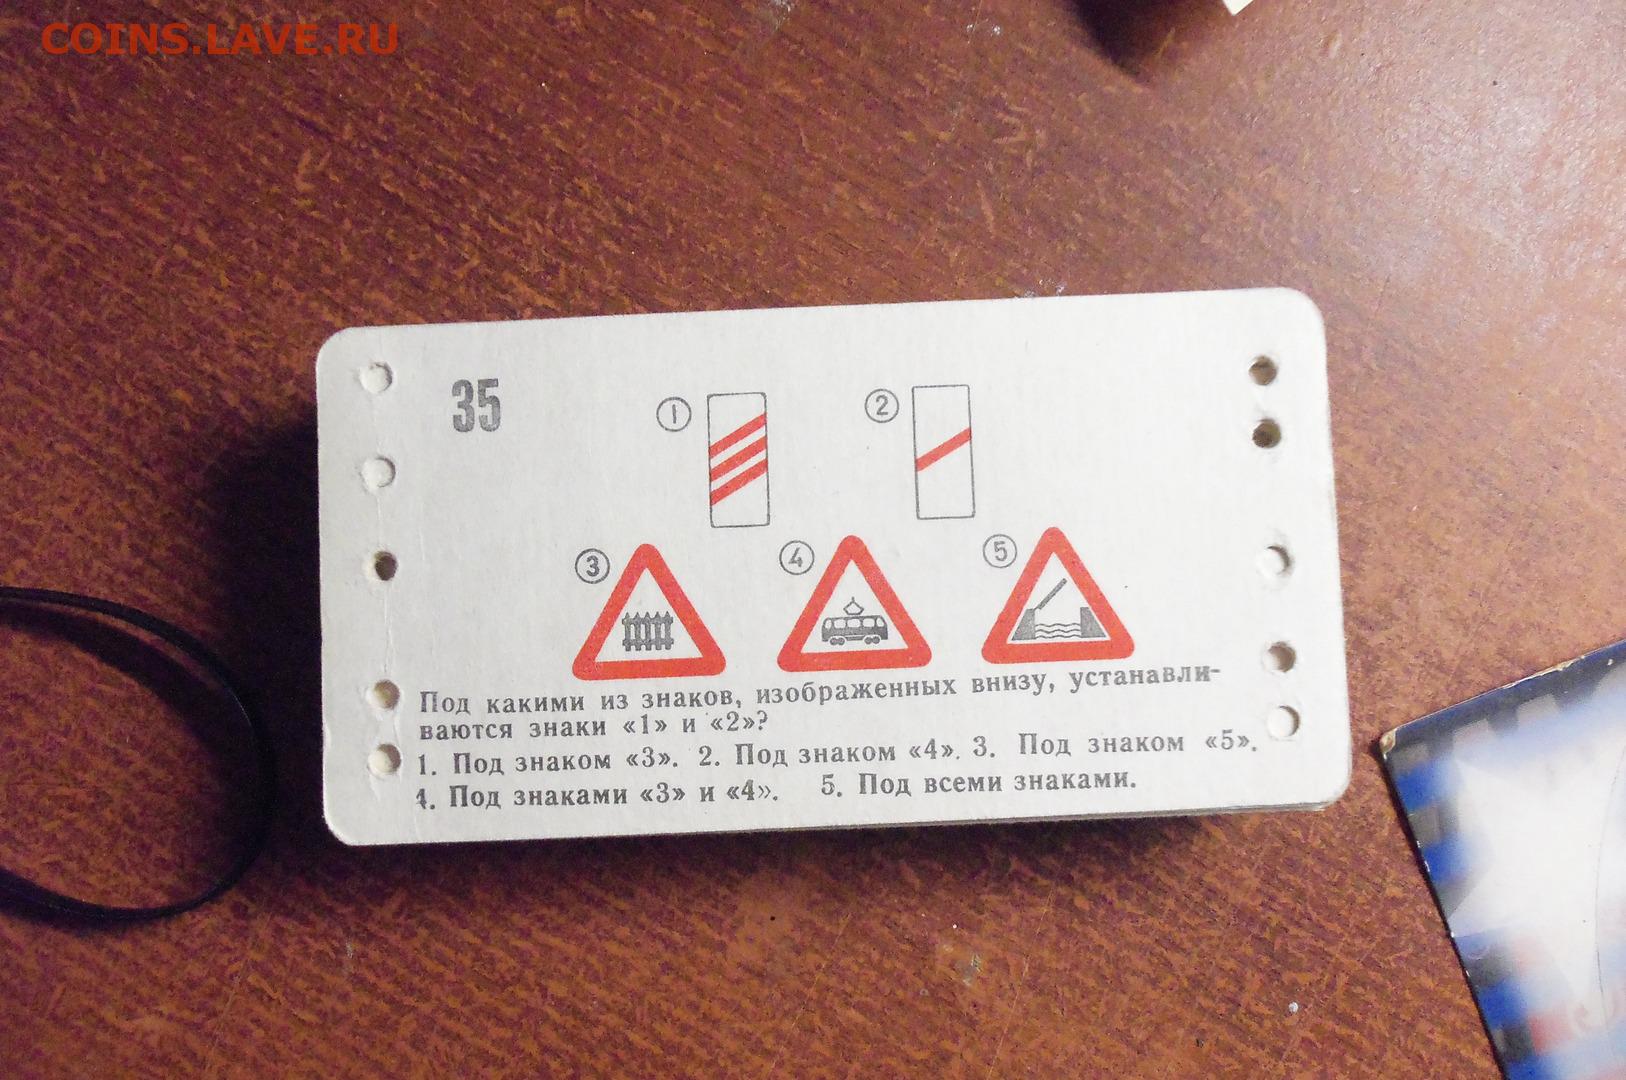 COINS.LAVE.RU
35
1 2
3 4 5
Под какими из знаков, изображенных внизу, устанавли-
ваются знаки «1» и «2»?
1. Под знаком «3». 2. Под знаком «4». 3. Под знаком «5».
4. Под знаками «3» и «4». 5. Под всеми знаками.